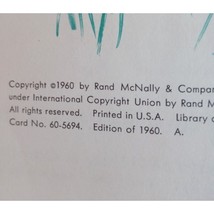 Copyright ©1960 by Rand McNally & Compa
under International Copyright Union by Rand M
All rights reserved. Printed in U.S.A. Library o
Card No. 60-5694. Edition of 1960. A.